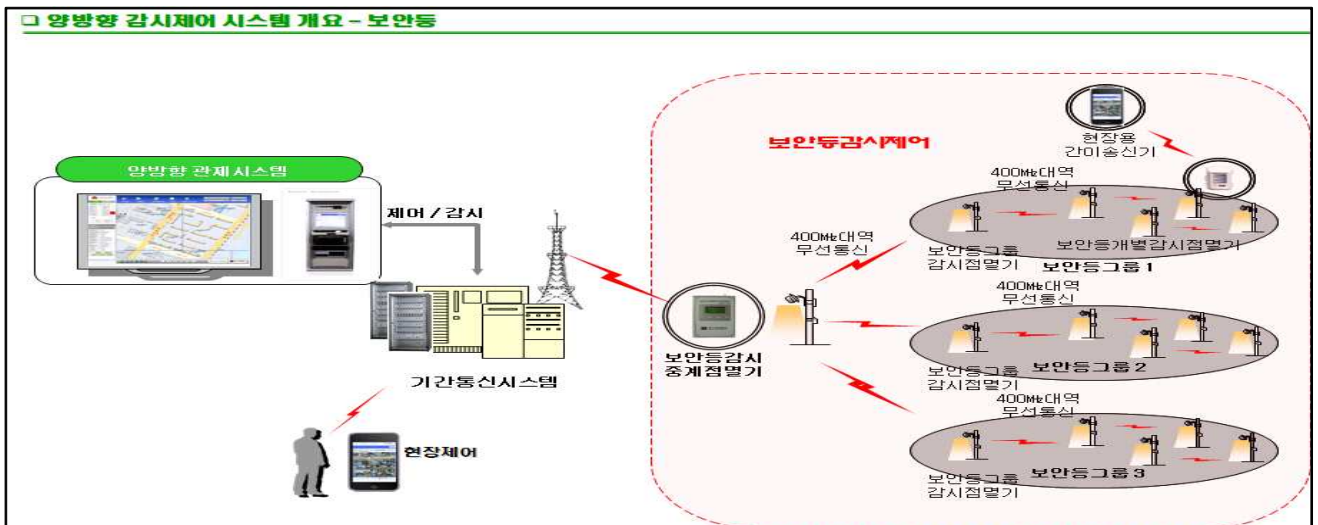 □ 양방향 감시제어 시스템 개요 – 보안등
양방향 관제시스템
제어 / 감시
기간통신시스템
현장제어
보안등감시
중계점멸기
보안등감시제어
현장용
간이송신기
400MHz대역
무선통신
400MHz대역
무선통신
보안등그룹
감시점멸기
보안등개별감시점멸기
보안등그룹 1
400MHz대역
무선통신
보안등그룹
감시점멸기
보안등그룹 2
400MHz대역
무선통신
보안등그룹
감시점멸기
보안등그룹 3